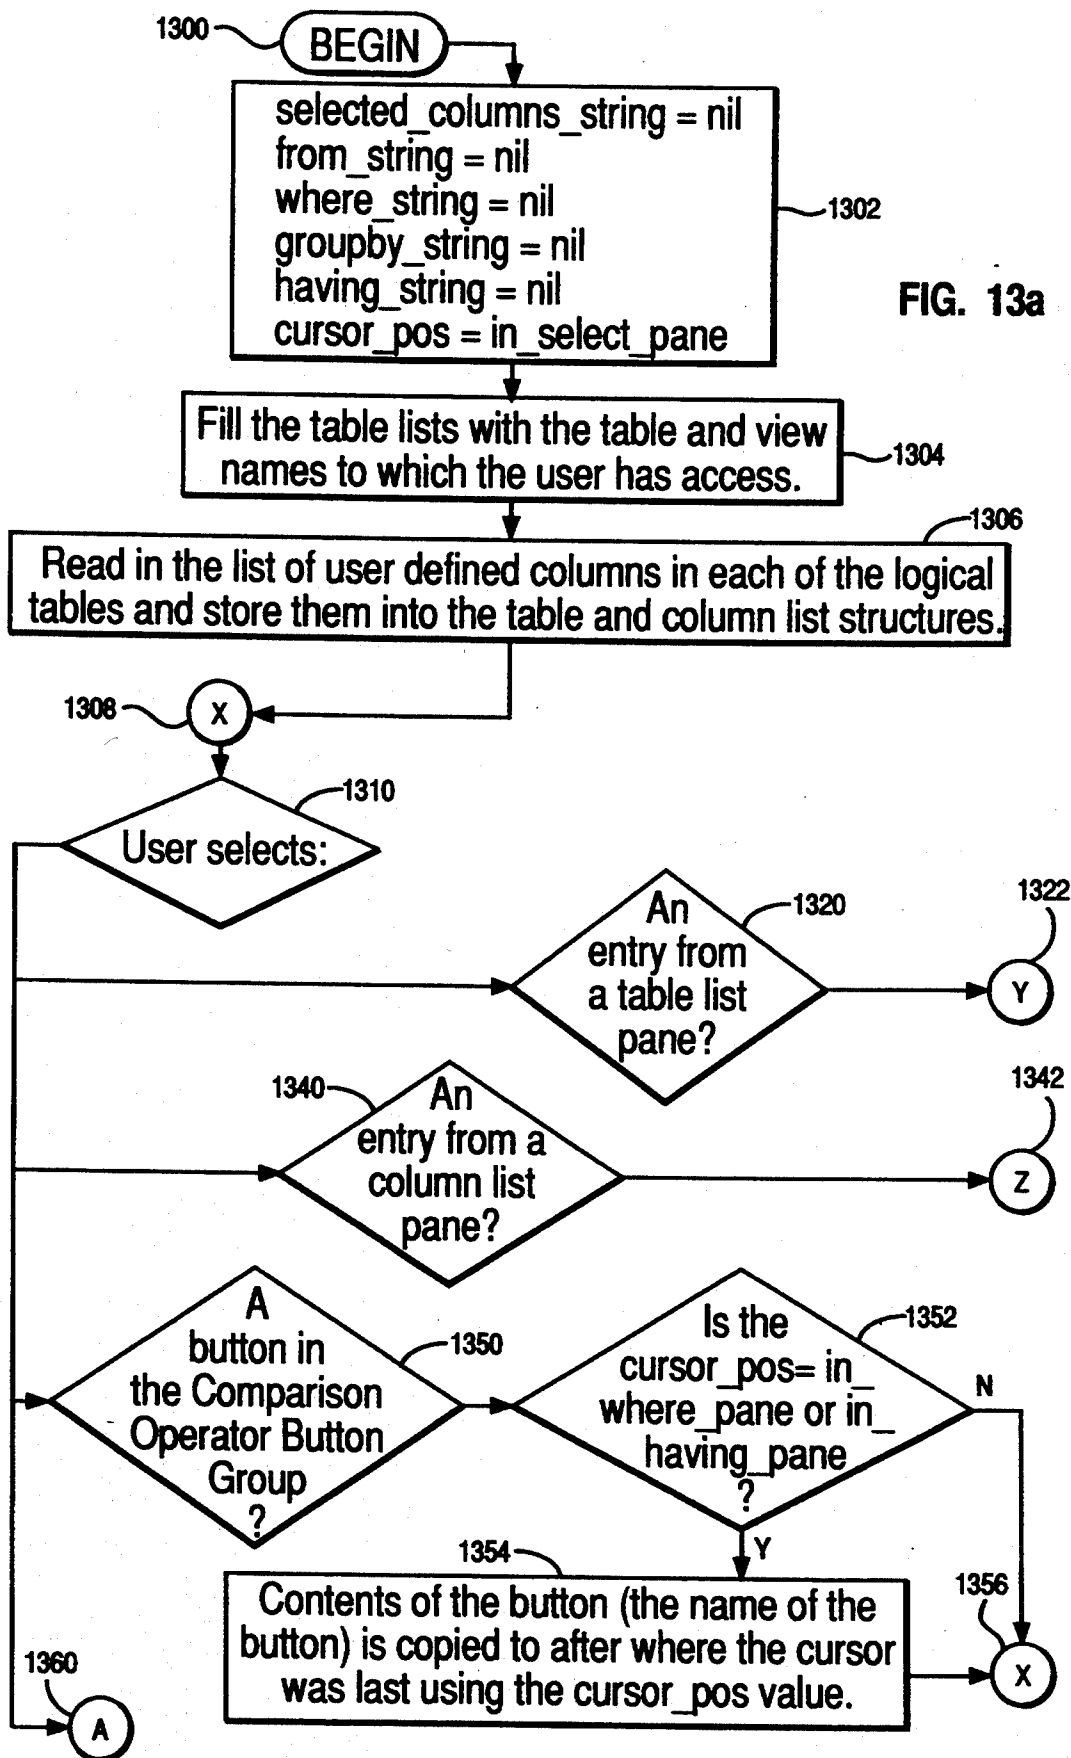 1300
BEGIN
selected_columns_string = nil
from_string = nil
where_string = nil
groupby_string = nil
having_string = nil
cursor_pos = in_select_pane
1302
FIG. 13a
Fill the table lists with the table and view
names to which the user has access.
1304
1306
Read in the list of user defined columns in each of the logical
tables and store them into the table and column list structures.
1308
X
1310
User selects:
1320
An
entry from
a table list
pane?
1322
Y
1340
An
entry from a
column list
pane?
1342
Z
A
button in
the Comparison
Operator Button
Group
?
1350
Is the
cursor_pos= in_
where_pane or in_
having_pane
?
1352
N
Y
1354
Contents of the button (the name of the
button) is copied to after where the cursor
was last using the cursor_pos value.
1356
X
1360
A